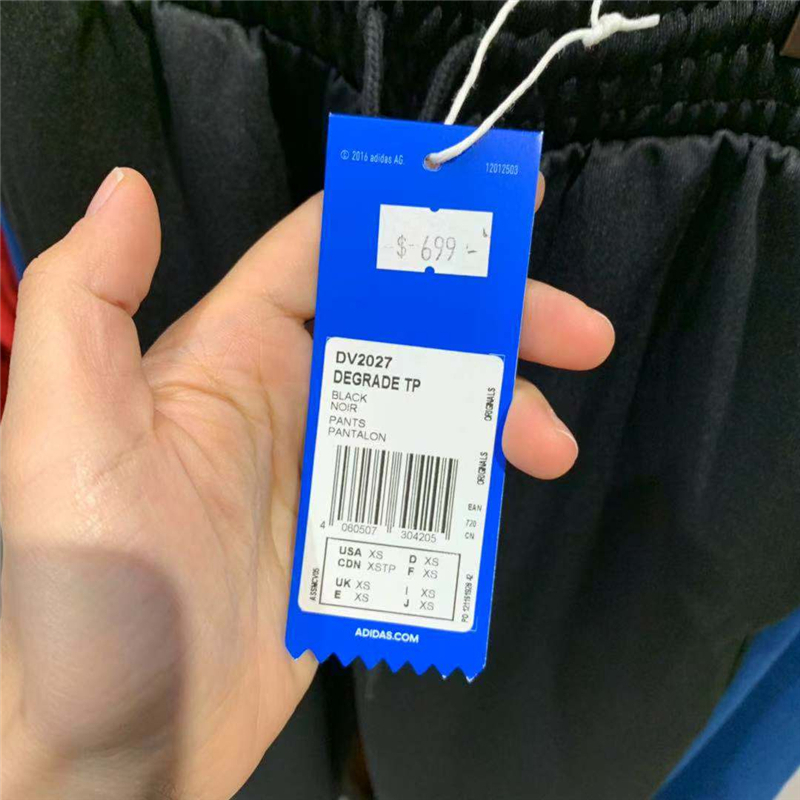 © 2016 adidas AG.
12012503
$ 699.-
DV2027
DEGRADE TP
BLACK
NOIR
PANTS
PANTALON
ORIGINALS
ORIGINALS
EAN
720
CN
4 060507 304205
USA XS D XS
CDN XSTP F XS
UK XS I XS
E XS J XS
A.SSMCV05
ADIDAS.COM